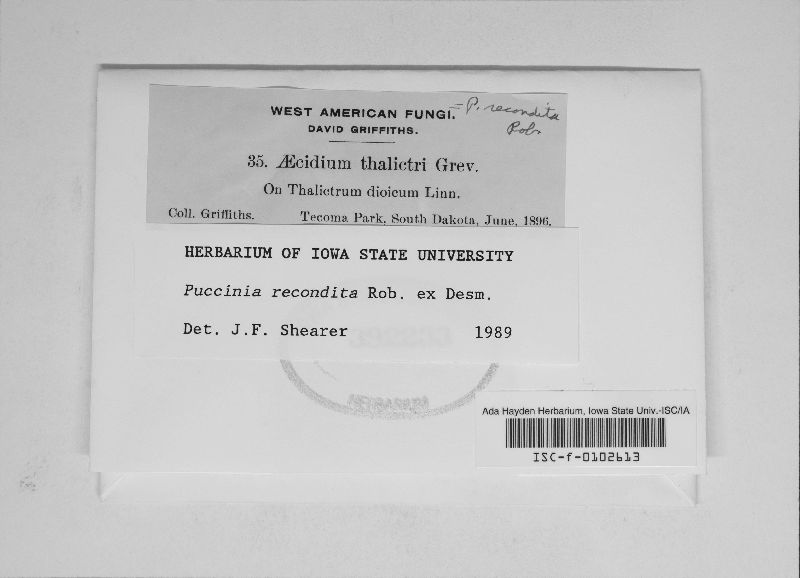 WEST AMERICAN FUNGI. = P. recondita
Rob.
DAVID GRIFFITHS.
35. Æcidium thalictri Grev.
On Thalictrum dioicum Linn.
Coll. Griffiths. Tecoma Park, South Dakota, June, 1896.
HERBARIUM OF IOWA STATE UNIVERSITY
Puccinia recondita Rob. ex Desm.
Det. J.F. Shearer 1989
HERBARIUM
Ada Hayden Herbarium, Iowa State Univ.-ISC/IA
ISC-f-0102613